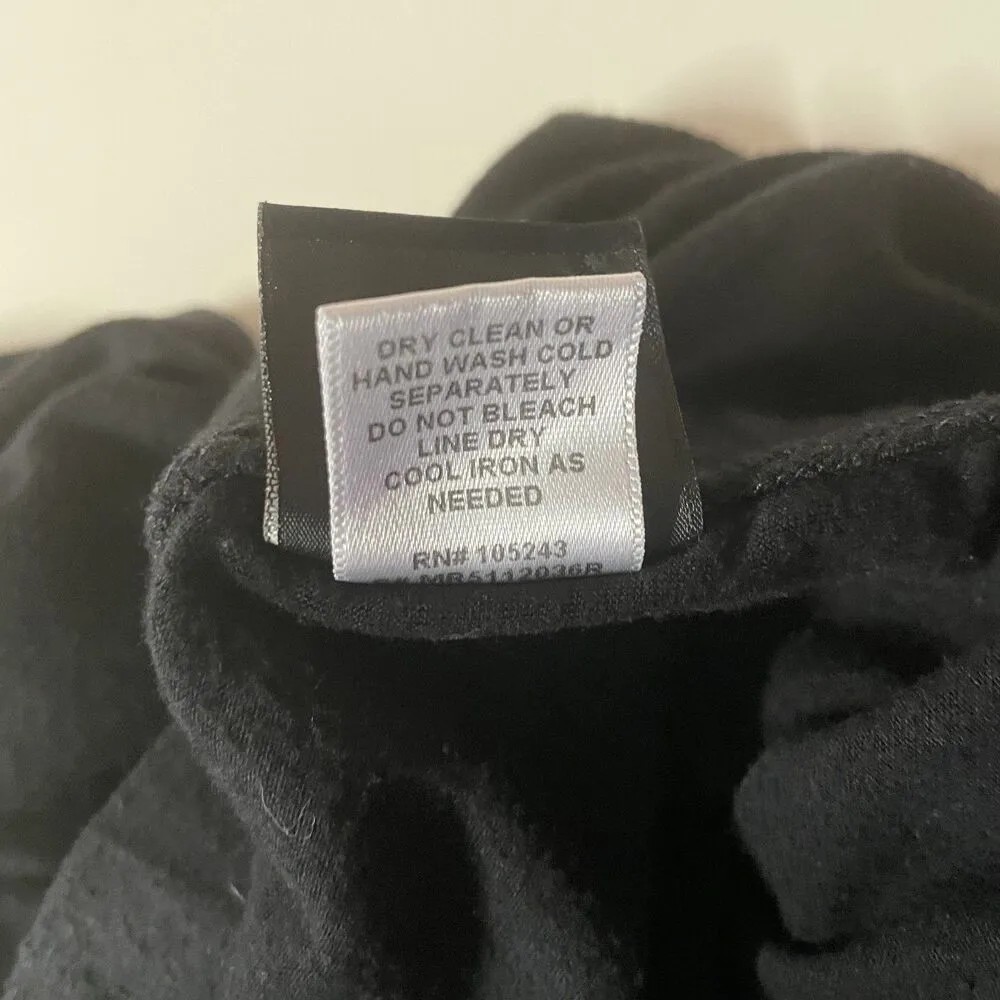 DRY CLEAN OR
HAND WASH COLD
SEPARATELY
DO NOT BLEACH
LINE DRY
COOL IRON AS
NEEDED
RN# 105243